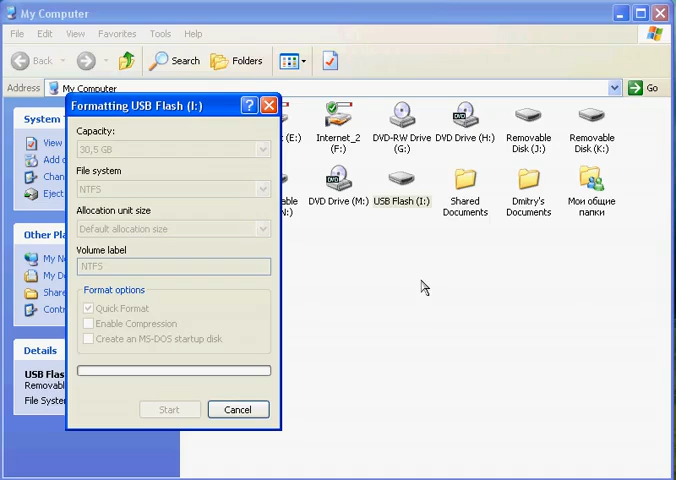 My Computer
File Edit View Favorites Tools Help
Back Search Folders
Address My Computer Go
Formatting USB Flash (I:)
Capacity:
30,5 GB
File system
NTFS
Allocation unit size
Default allocation size
Volume label
NTFS
Format options
Quick Format
Enable Compression
Create an MS-DOS startup disk
Start Cancel
System T
View
Add
Chan
Eject
Other Pla
My N
My D
Share
Contr
Details
USB Flas
Removab
File System
(E:)
Internet_2
(F:)
DVD-RW Drive
(G:)
DVD Drive (H:)
Removable
Disk (J:)
Removable
Disk (K:)
able
N:)
DVD Drive (M:)
USB Flash (I:)
Shared
Documents
Dmitry's
Documents
Мои общие
папки